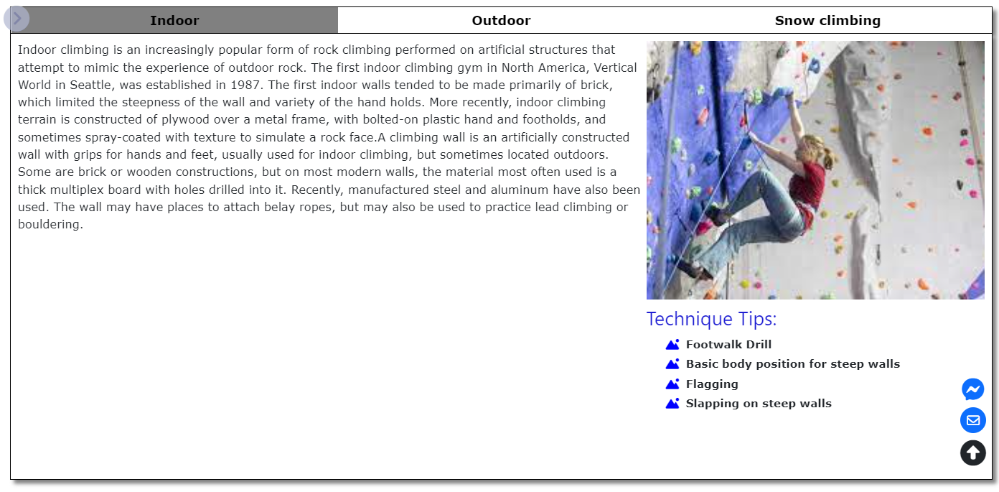 Indoor Outdoor Snow climbing
Indoor climbing is an increasingly popular form of rock climbing performed on artificial structures that
attempt to mimic the experience of outdoor rock. The first indoor climbing gym in North America, Vertical
World in Seattle, was established in 1987. The first indoor walls tended to be made primarily of brick,
which limited the steepness of the wall and variety of the hand holds. More recently, indoor climbing
terrain is constructed of plywood over a metal frame, with bolted-on plastic hand and footholds, and
sometimes spray-coated with texture to simulate a rock face.A climbing wall is an artificially constructed
wall with grips for hands and feet, usually used for indoor climbing, but sometimes located outdoors.
Some are brick or wooden constructions, but on most modern walls, the material most often used is a
thick multiplex board with holes drilled into it. Recently, manufactured steel and aluminum have also been
used. The wall may have places to attach belay ropes, but may also be used to practice lead climbing or
bouldering.
Technique Tips:
Footwalk Drill
Basic body position for steep walls
Flagging
Slapping on steep walls